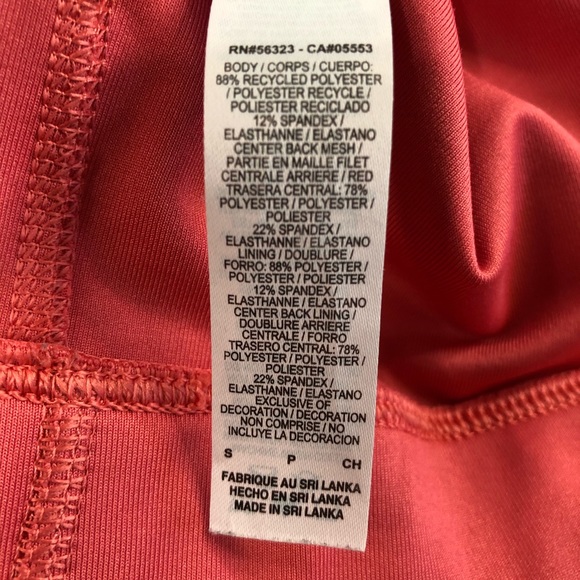 RN#56323 - CA#05553
BODY / CORPS / CUERPO:
88% RECYCLED POLYESTER
/ POLYESTER RECYCLE /
POLIESTER RECICLADO
12% SPANDEX /
ELASTHANNE / ELASTANO
CENTER BACK MESH /
PARTIE EN MAILLE FILET
CENTRALE ARRIERE / RED
TRASERA CENTRAL: 78%
POLYESTER / POLYESTER /
POLIESTER
22% SPANDEX /
ELASTHANNE / ELASTANO
LINING / DOUBLURE /
FORRO: 88% POLYESTER /
POLYESTER / POLIESTER
12% SPANDEX /
ELASTHANNE / ELASTANO
CENTER BACK LINING /
DOUBLURE ARRIERE
CENTRALE / FORRO
TRASERO CENTRAL: 78%
POLYESTER / POLYESTER /
POLIESTER
22% SPANDEX /
ELASTHANNE / ELASTANO
EXCLUSIVE OF
DECORATION / DECORATION
NON COMPRISE / NO
INCLUYE LA DECORACION
S P CH
FABRIQUE AU SRI LANKA
HECHO EN SRI LANKA
MADE IN SRI LANKA